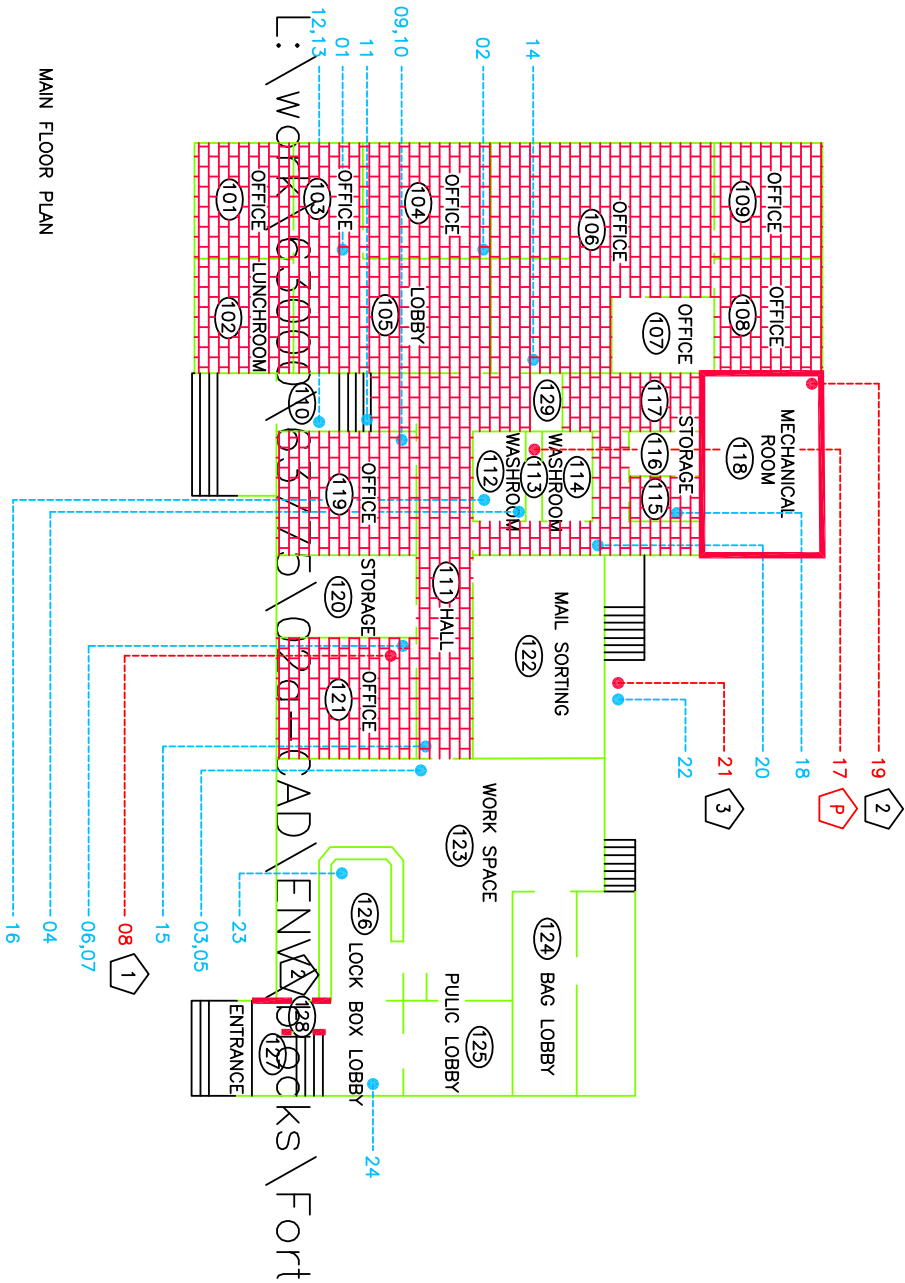 19
2
17
P
18
20
21
3
22
OFFICE
109
OFFICE
108
MECHANICAL
ROOM
118
OFFICE
107
STORAGE
117
116
115
OFFICE
106
MAIL SORTING
122
WASHROOM
114
113
WASHROOM
112
129
BAG LOBBY
124
WORK SPACE
123
PULIC LOBBY
125
OFFICE
104
LOBBY
105
HALL
111
OFFICE
103
OFFICE
119
STORAGE
120
OFFICE
121
LOCK BOX LOBBY
126
110
2
128
127
ENTRANCE
OFFICE
101
LUNCHROOM
102
L:\Work\63000\63775\02g-CAD\ENV\Blocks\Fort
14
02
09,10
11
01
12,13
24
23
03,05
15
08
1
06,07
04
16
MAIN FLOOR PLAN